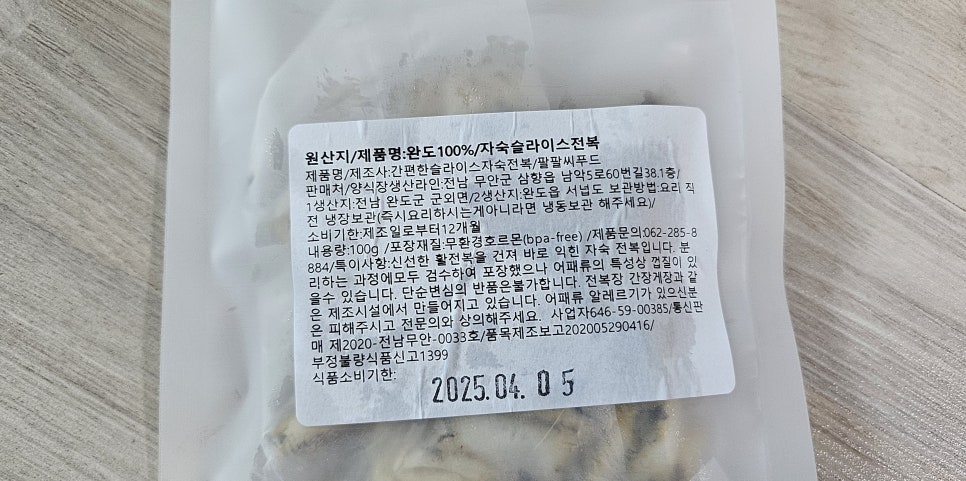 원산지/제품명:완도100%/자숙슬라이스전복
제품명/제조사:간편한슬라이스자숙전복/팔팔씨푸드
판매처/양식장생산라인:전남 무안군 삼향읍 남악5로60번길38.1층/
1생산지:전남 완도군 군외면/2생산지:완도읍 서넙도 보관방법:요리 직
전 냉장보관(즉시요리하시는게아니라면 냉동보관 해주세요)/
소비기한:제조일로부터12개월
내용량:100g /포장재질:무환경호르몬(bpa-free) /제품문의:062-285-8
884/특이사항:신선한 활전복을 건져 바로 익힌 자숙 전복입니다. 분
리하는 과정에모두 검수하여 포장했으나 어패류의 특성상 껍질이 있
을수 있습니다. 단순변심의 반품은불가합니다. 전복장 간장게장과 같
은 제조시설에서 만들어지고 있습니다. 어패류 알레르기가 있으신분
은 피해주시고 전문의와 상의해주세요. 사업자646-59-00385/통신판
매 제2020-전남무안-0033호/품목제조보고202005290416/
부정불량식품신고1399
식품소비기한:
2025.04.05